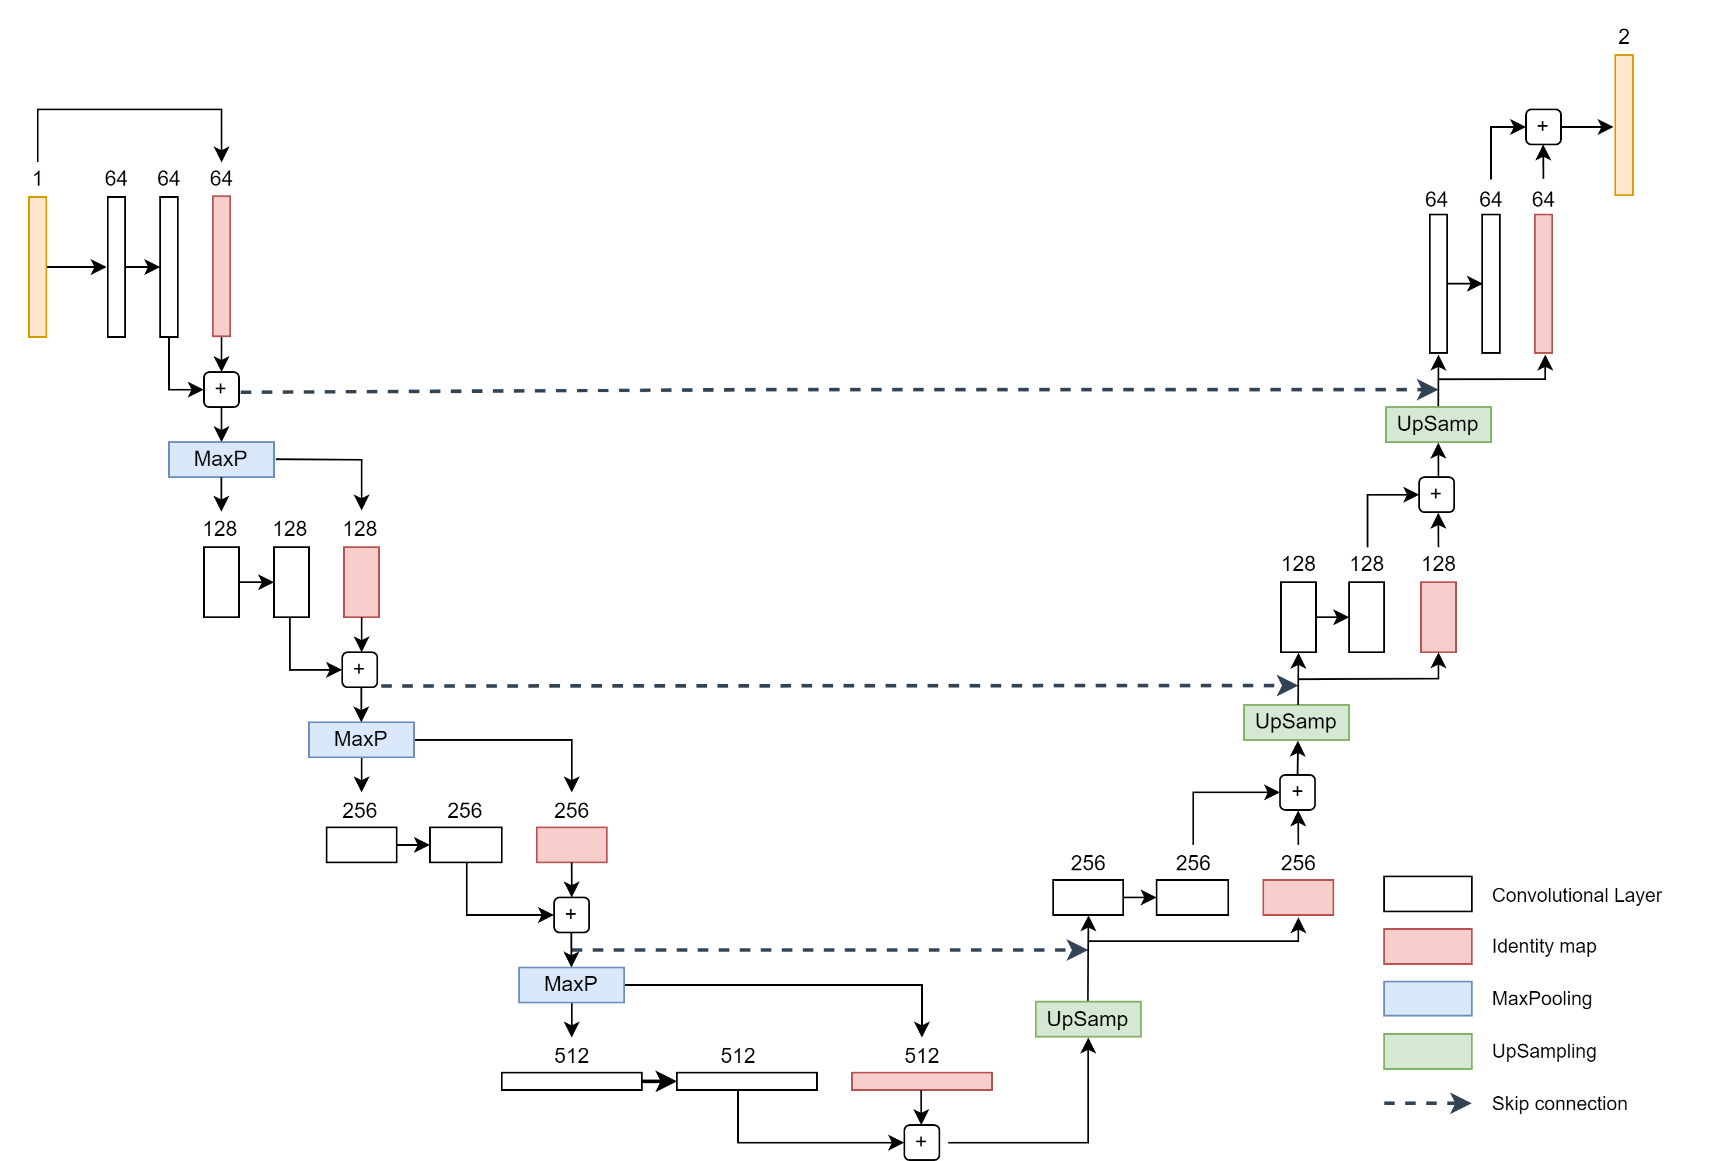 2
1 64 64 64
64 64 64
+
+
UpSamp
MaxP
+
128 128 128
128 128 128
+
UpSamp
MaxP
+
256 256 256
256 256 256
Convolutional Layer
+
Identity map
MaxP
MaxPooling
UpSamp
UpSampling
512 512 512
Skip connection
+